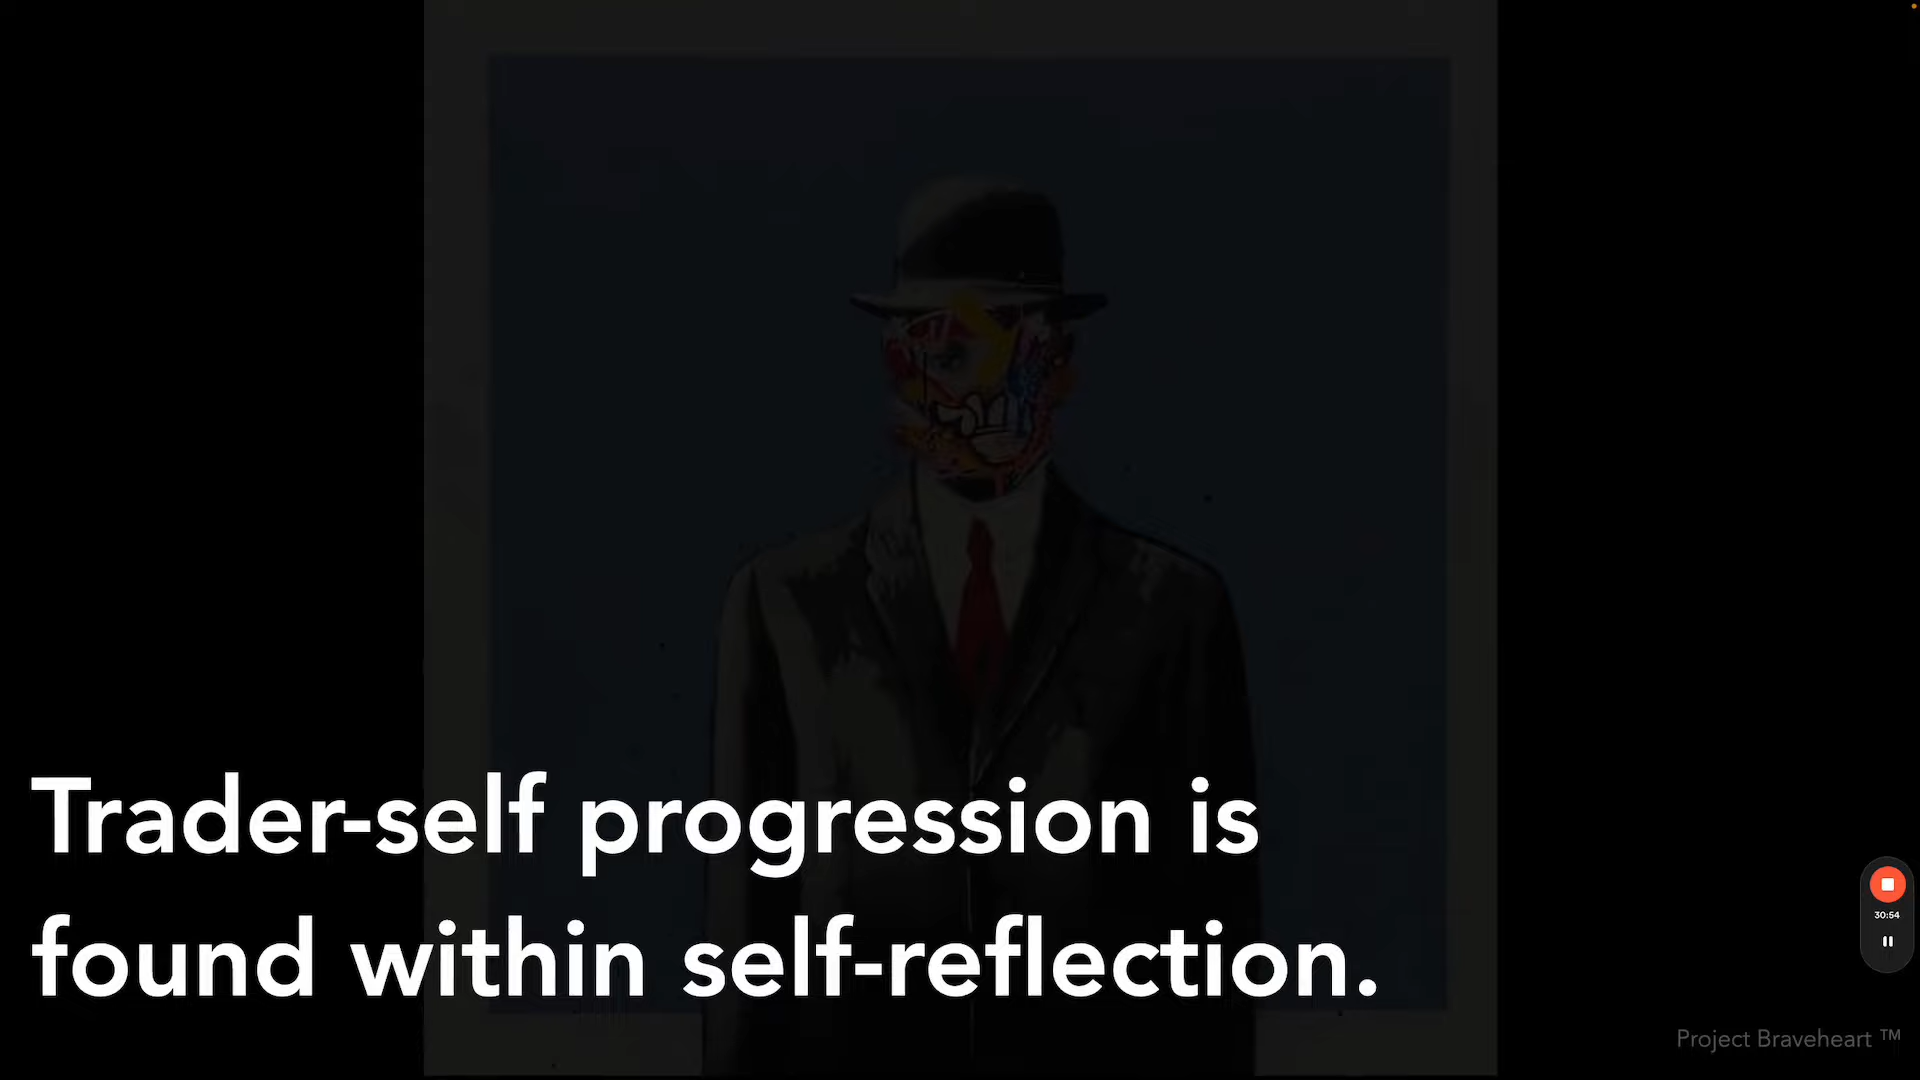 Trader-self progression is
found within self-reflection.
30:54
Project Braveheart ™